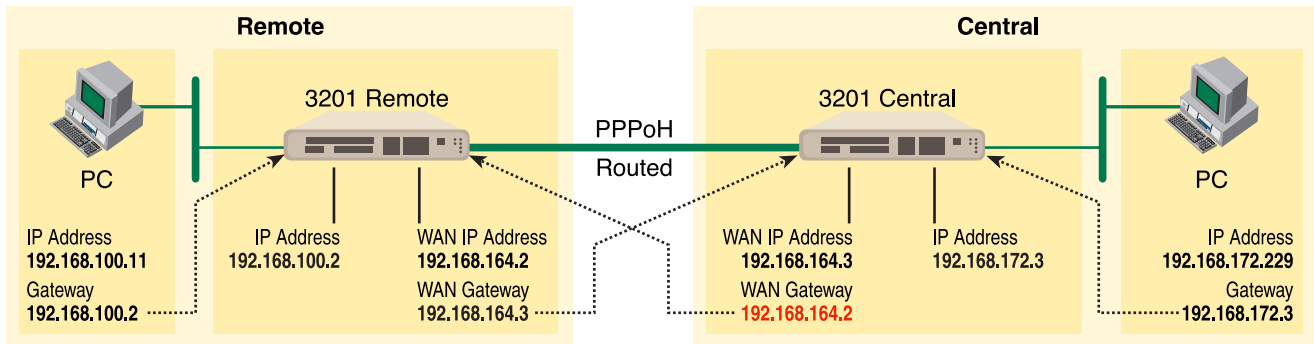 Remote
Central
3201 Remote
3201 Central
PPPoH
Routed
PC
PC
IP Address
192.168.100.11
Gateway
192.168.100.2
IP Address
192.168.100.2
WAN IP Address
192.168.164.2
WAN Gateway
192.168.164.3
WAN IP Address
192.168.164.3
WAN Gateway
192.168.164.2
IP Address
192.168.172.3
IP Address
192.168.172.229
Gateway
192.168.172.3